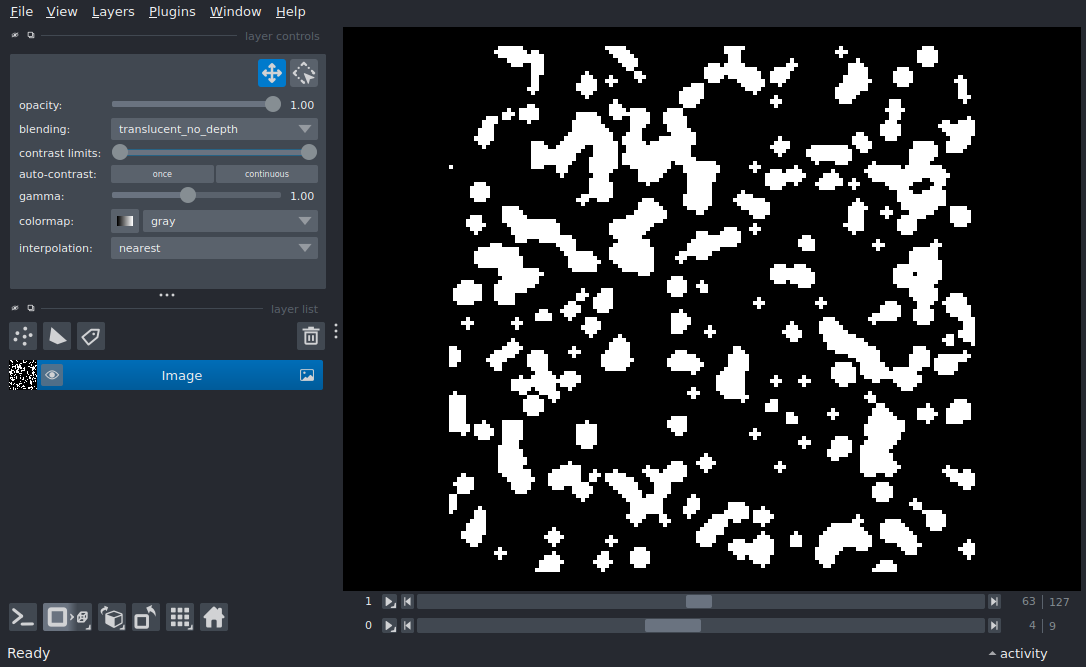 File View Layers Plugins Window Help
layer controls
opacity: 1.00
blending: translucent_no_depth
contrast limits:
auto-contrast: once continuous
gamma: 1.00
colormap: gray
interpolation: nearest
layer list
Image
1 63 127
0 4 9
Ready activity